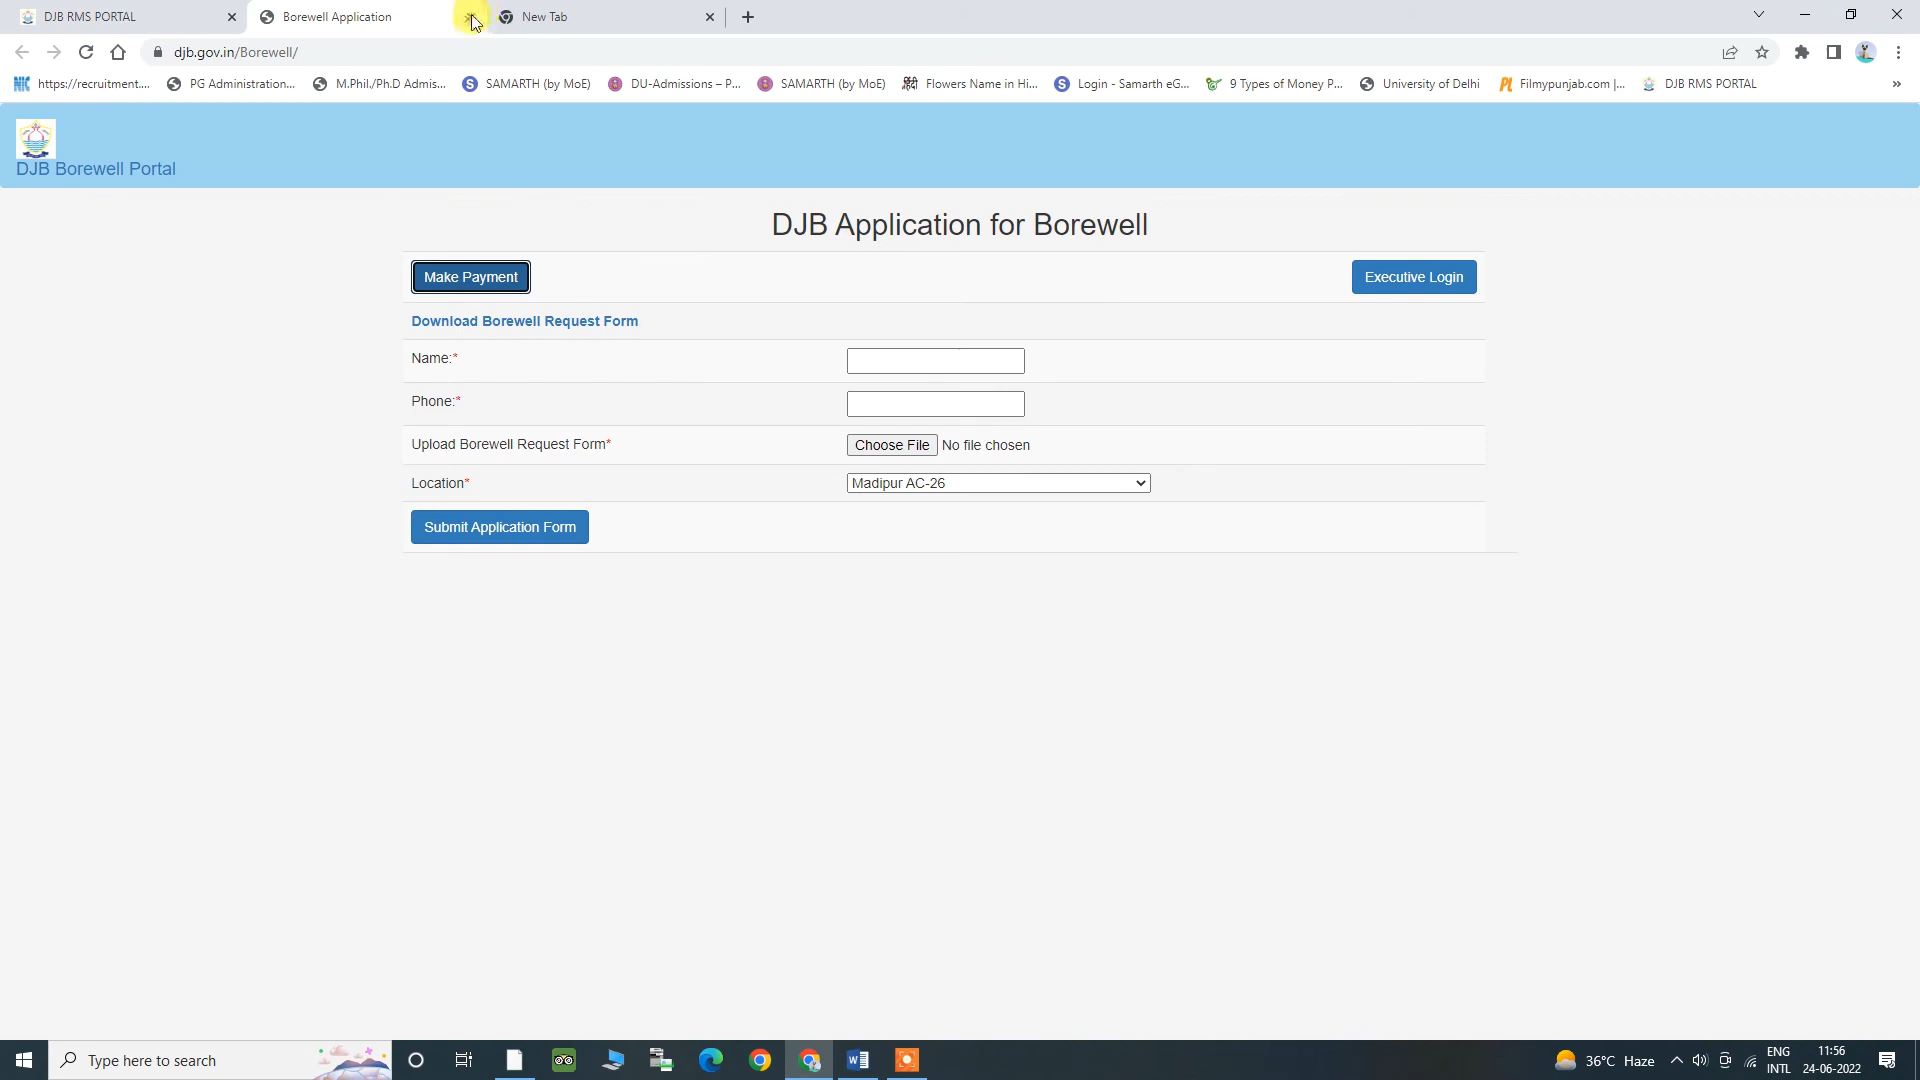 DJB RMS PORTAL
Borewell Application
New Tab
djb.gov.in/Borewell/
https://recruitment....
PG Administration...
M.Phil./Ph.D Admis...
SAMARTH (by MoE)
DU-Admissions – P...
SAMARTH (by MoE)
Flowers Name in Hi...
Login - Samarth eG...
9 Types of Money P...
University of Delhi
Filmypunjab.com |...
DJB RMS PORTAL
»
DJB Borewell Portal
DJB Application for Borewell
Make Payment
Executive Login
Download Borewell Request Form
Name:*
Phone:*
Upload Borewell Request Form*
Choose File No file chosen
Location*
Madipur AC-26
Submit Application Form
Type here to search
36°C Haze
ENG
INTL
11:56
24-06-2022